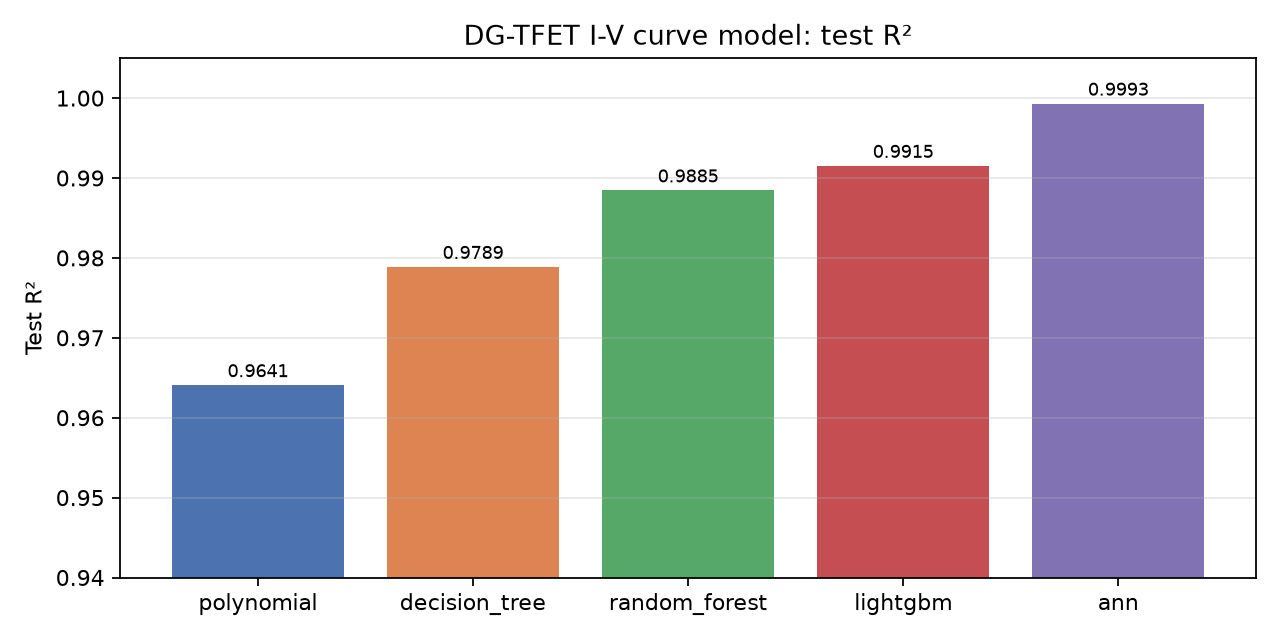 DG-TFET I-V curve model: test R²
Test R²
1.00
0.99
0.98
0.97
0.96
0.95
0.94
0.9641
0.9789
0.9885
0.9915
0.9993
polynomial
decision_tree
random_forest
lightgbm
ann